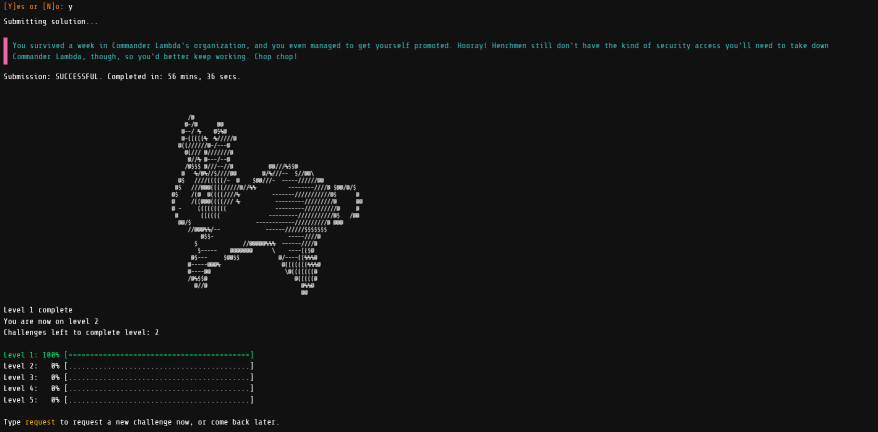 [Y]es or [N]o: y
Submitting solution...
You survived a week in Commander Lambda's organization, and you even managed to get yourself promoted. Hooray! Henchmen still don't have the kind of security access you'll need to take down
Commander Lambda, though, so you'd better keep working. Chop chop!
Submission: SUCCESSFUL. Completed in: 56 mins, 36 secs.
Level 1 complete
You are now on level 2
Challenges left to complete level: 2
Level 1: 100% [==========================================]
Level 2:   0% [..........................................]
Level 3:   0% [..........................................]
Level 4:   0% [..........................................]
Level 5:   0% [..........................................]
Type request to request a new challenge now, or come back later.